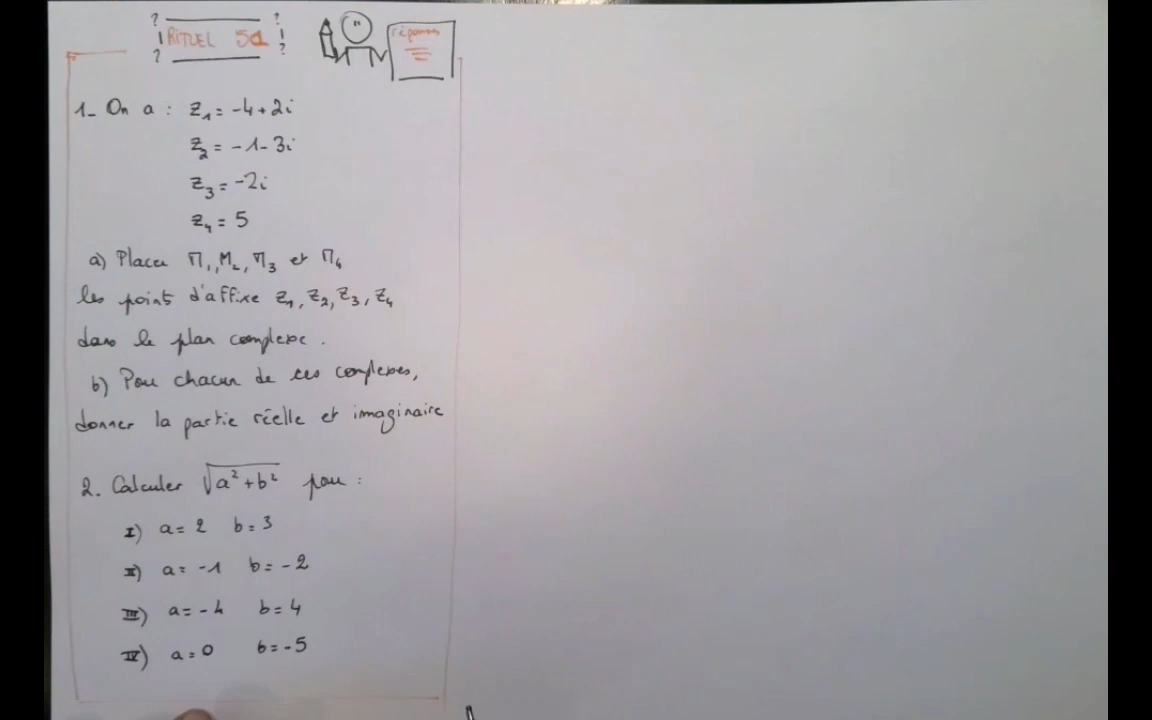 ? ?
! RITUEL 5a !
? ?
réponses
1- On a : z₁ = -4 + 2i
z₂ = -1 - 3i
z₃ = -2i
z₄ = 5
a) Placer M₁, M₂, M₃ et M₄
les point d'affixe z₁, z₂, z₃, z₄
dans le plan complexe.
b) Pour chacun de ces complexes,
donner la partie réelle et imaginaire
2. Calculer √(a² + b²) pour :
I) a = 2 b = 3
II) a = -1 b = -2
III) a = -4 b = 4
IV) a = 0 b = -5